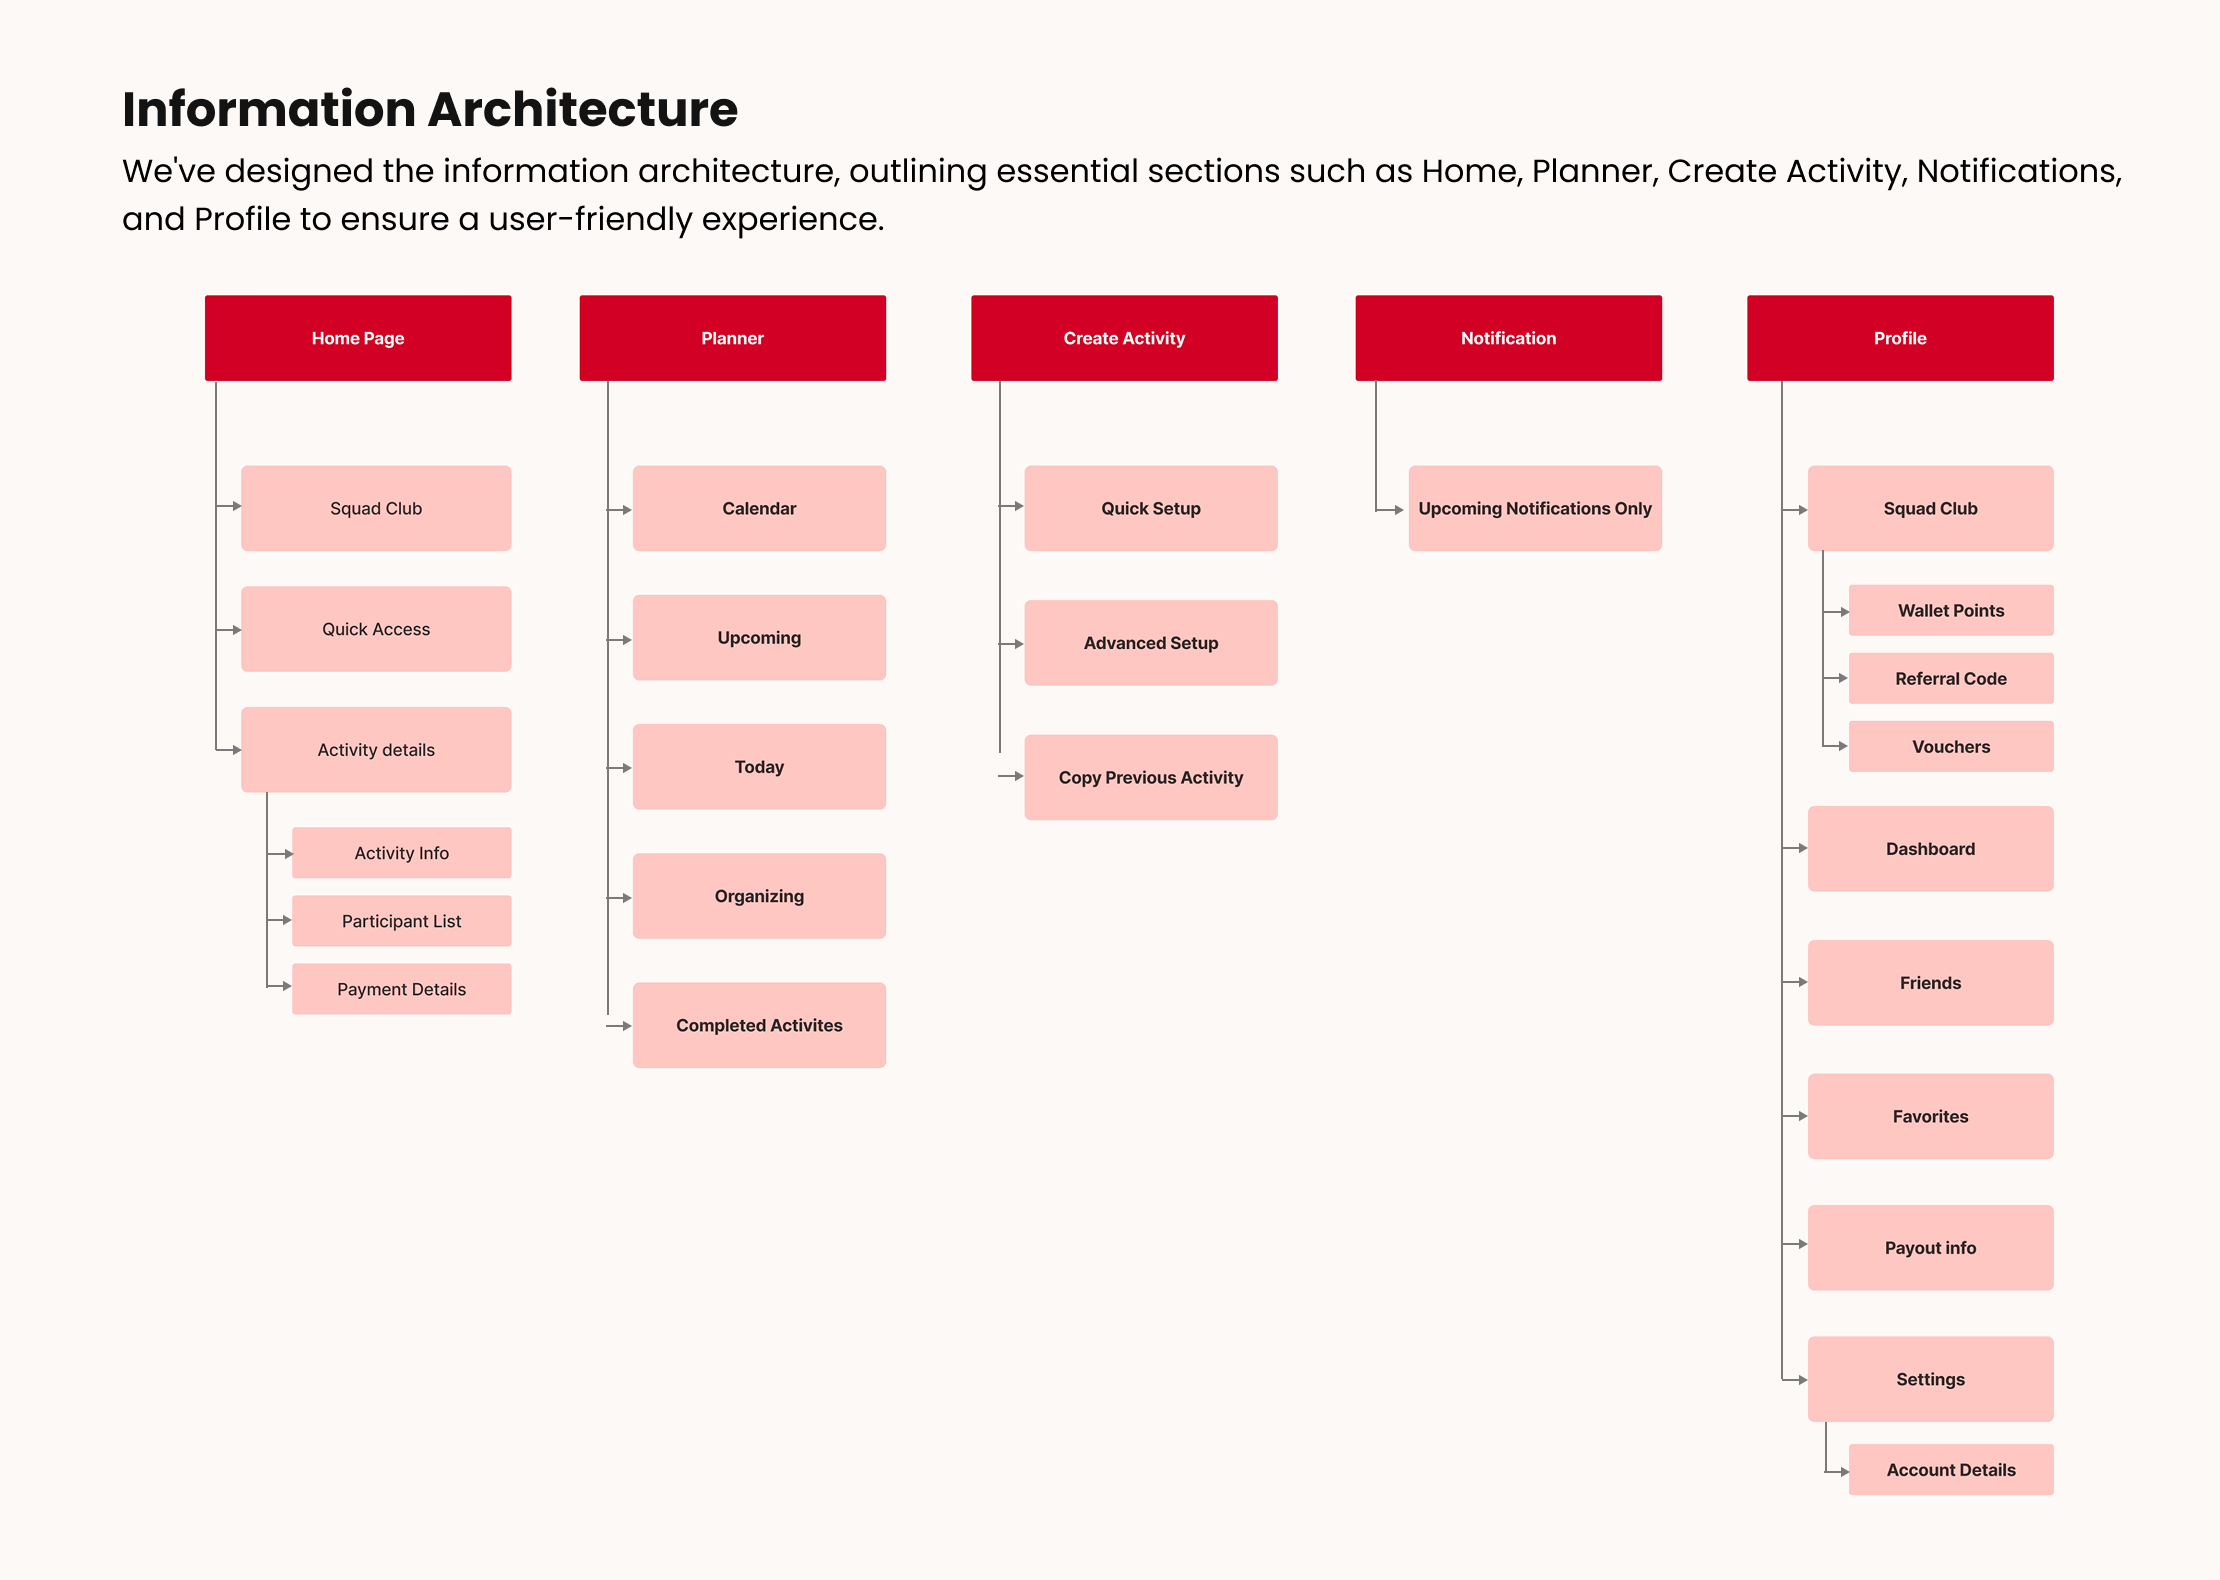 Information Architecture
We've designed the information architecture, outlining essential sections such as Home, Planner, Create Activity, Notifications,
and Profile to ensure a user-friendly experience.
Home Page
Squad Club
Quick Access
Activity details
Activity Info
Participant List
Payment Details
Planner
Calendar
Upcoming
Today
Organizing
Completed Activites
Create Activity
Quick Setup
Advanced Setup
Copy Previous Activity
Notification
Upcoming Notifications Only
Profile
Squad Club
Wallet Points
Referral Code
Vouchers
Dashboard
Friends
Favorites
Payout info
Settings
Account Details